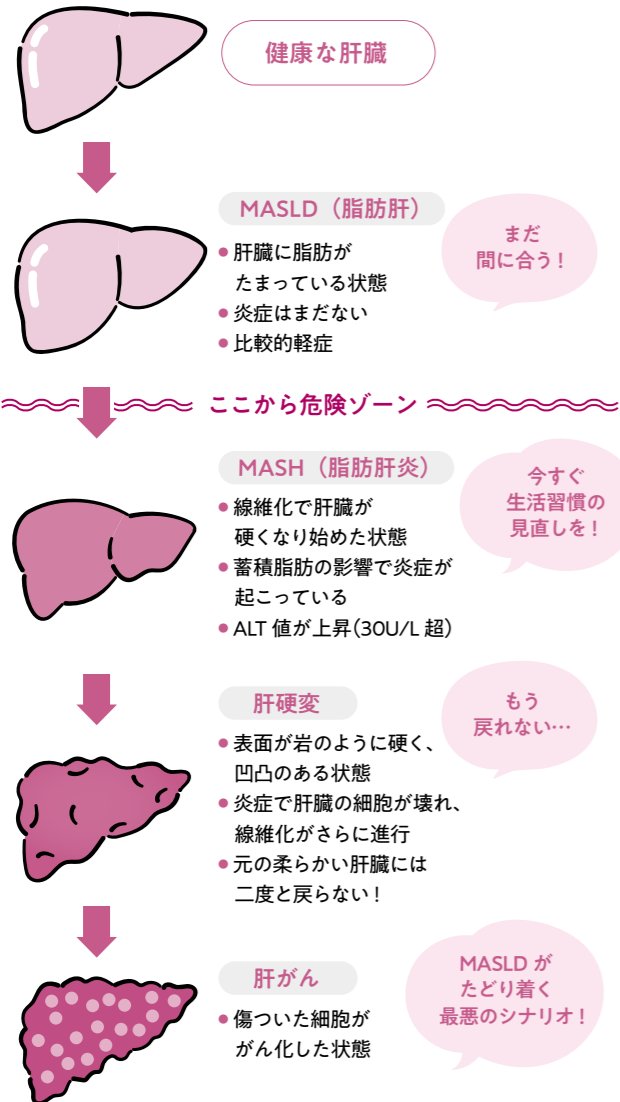 健康な肝臓
MASLD（脂肪肝）
● 肝臓に脂肪が
たまっている状態
● 炎症はまだない
● 比較的軽症
まだ
間に合う！
ここから危険ゾーン
MASH（脂肪肝炎）
● 線維化で肝臓が
硬くなり始めた状態
● 蓄積脂肪の影響で炎症が
起こっている
● ALT 値が上昇（30U/L 超）
今すぐ
生活習慣の
見直しを！
肝硬変
● 表面が岩のように硬く、
凹凸のある状態
● 炎症で肝臓の細胞が壊れ、
線維化がさらに進行
● 元の柔らかい肝臓には
二度と戻らない！
もう
戻れない…
肝がん
● 傷ついた細胞が
がん化した状態
MASLD が
たどり着く
最悪のシナリオ！